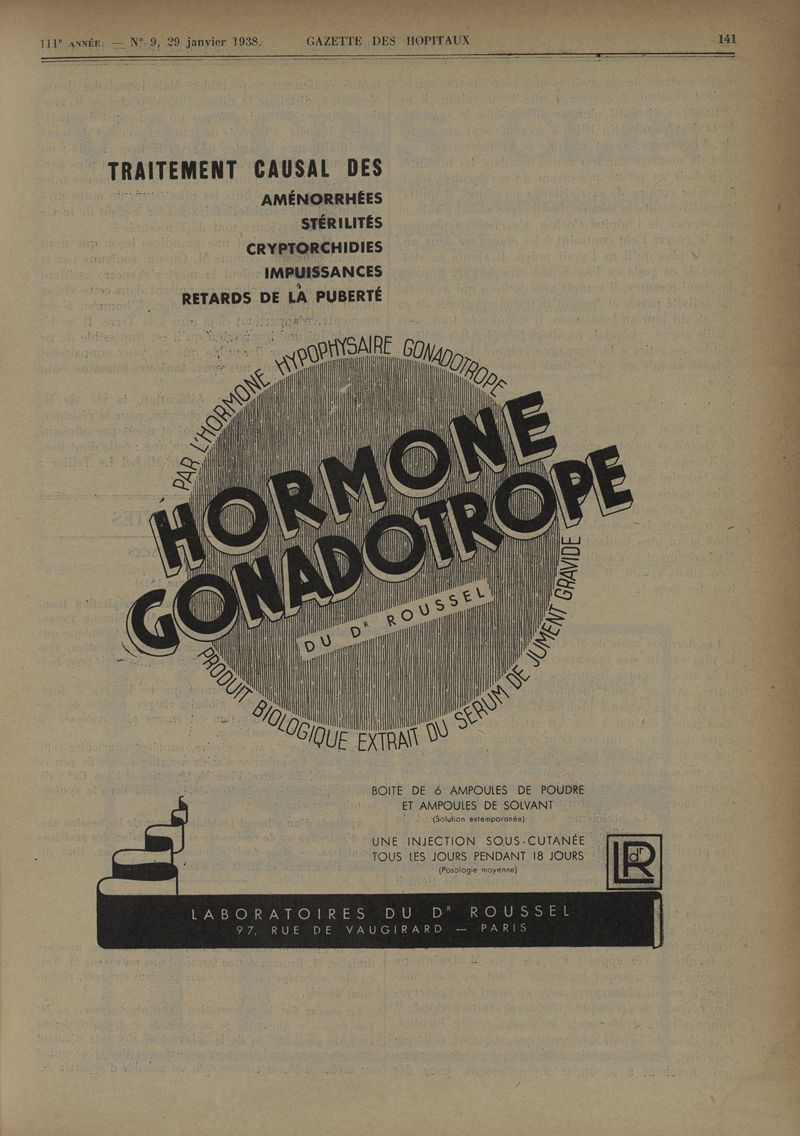 111e ANNÉE. — No 9, 29 janvier 1938. GAZETTE DES HOPITAUX 141
TRAITEMENT CAUSAL DES
AMÉNORRHÉES
STÉRILITÉS
CRYPTORCHIDIES
IMPUISSANCES
RETARDS DE LA PUBERTÉ
PAR L'HORMONE HYPOPHYSAIRE GONADOTROPE
HORMONE
GONADOTROPE
DU DR ROUSSEL
PRODUIT BIOLOGIQUE EXTRAIT DU SERUM DE JUMENT GRAVIDE
BOITE DE 6 AMPOULES DE POUDRE
ET AMPOULES DE SOLVANT
(Solution extemporanée)
UNE INJECTION SOUS-CUTANÉE
TOUS LES JOURS PENDANT 18 JOURS
(Posologie moyenne)
LdrR
LABORATOIRES DU DR ROUSSEL
97, RUE DE VAUGIRARD — PARIS